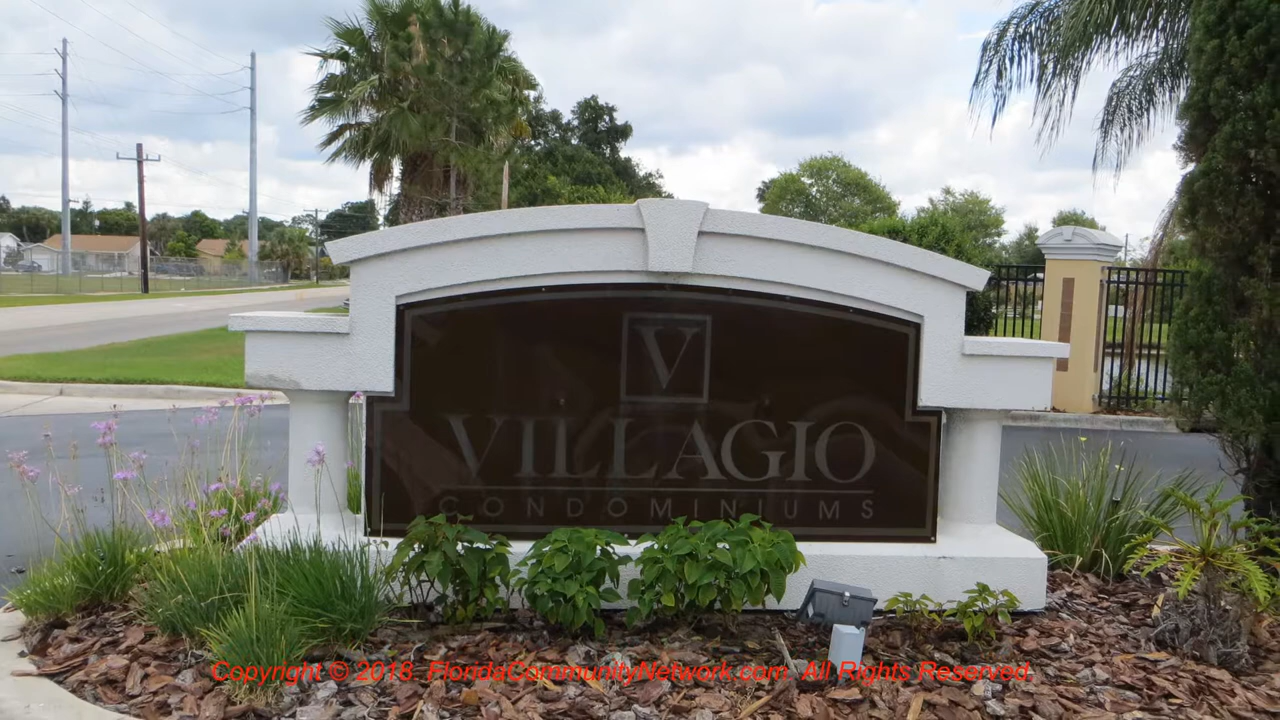 V
VILLAGIO
CONDOMINIUMS
Copyright © 2018. FloridaCommunityNetwork.com. All Rights Reserved.